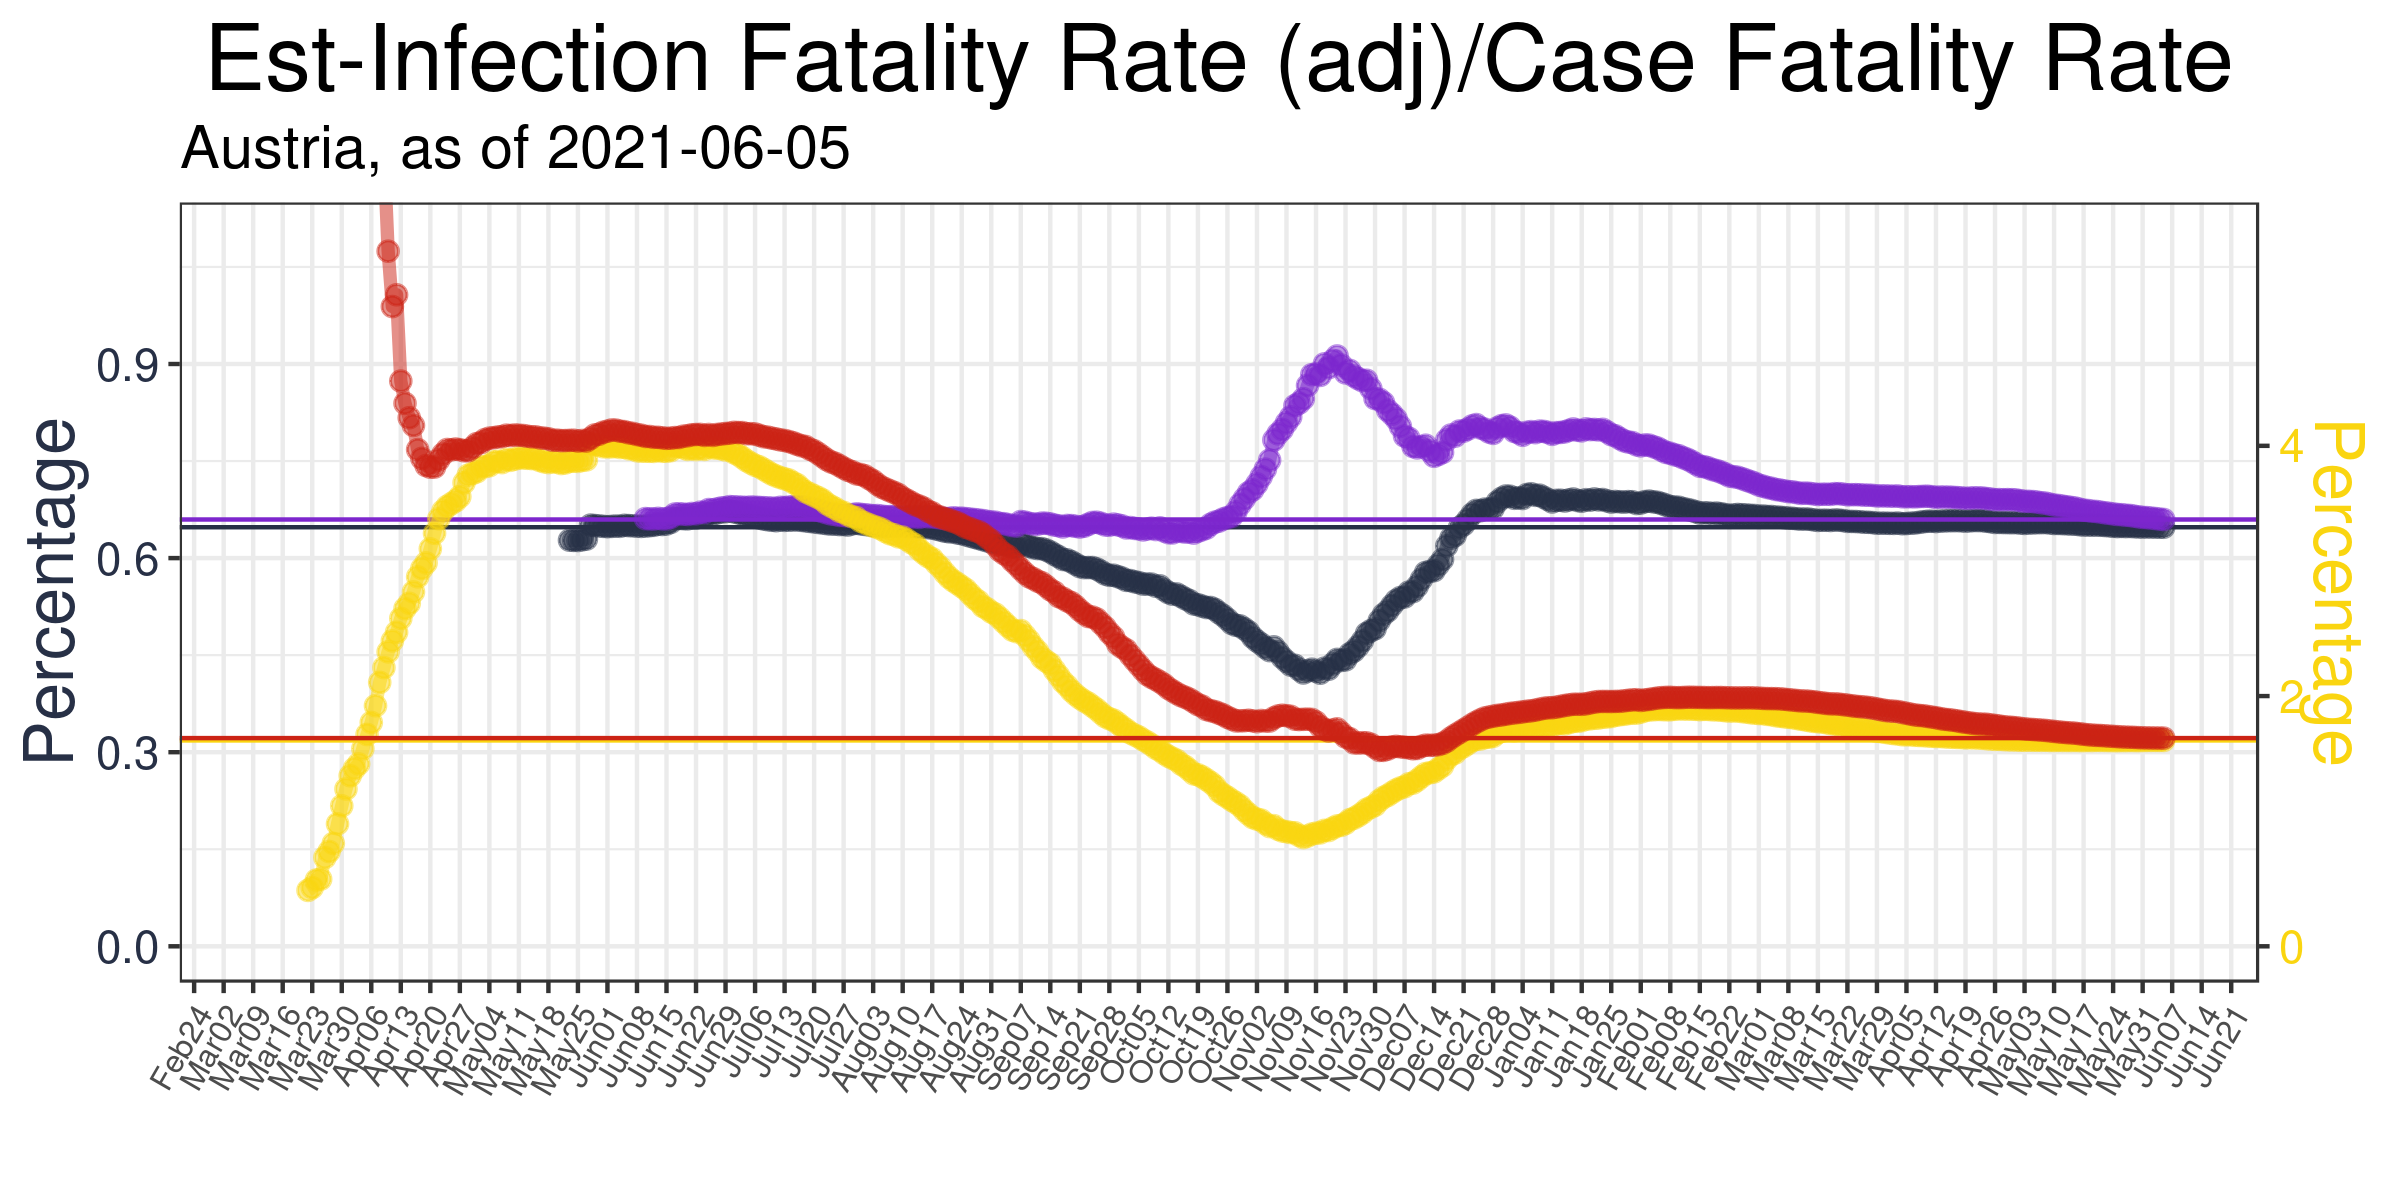 Est-Infection Fatality Rate (adj)/Case Fatality Rate
Austria, as of 2021-06-05
Percentage
0.9
0.6
0.3
0.0
4
2
0
Percentage
Feb24
Mar02
Mar09
Mar16
Mar23
Mar30
Apr06
Apr13
Apr20
Apr27
May04
May11
May18
May25
Jun01
Jun08
Jun15
Jun22
Jun29
Jul06
Jul13
Jul20
Jul27
Aug03
Aug10
Aug17
Aug24
Aug31
Sep07
Sep14
Sep21
Sep28
Oct05
Oct12
Oct19
Oct26
Nov02
Nov09
Nov16
Nov23
Nov30
Dec07
Dec14
Dec21
Dec28
Jan04
Jan11
Jan18
Jan25
Feb01
Feb08
Feb15
Feb22
Mar01
Mar08
Mar15
Mar22
Mar29
Apr05
Apr12
Apr19
Apr26
May03
May10
May17
May24
May31
Jun07
Jun14
Jun21